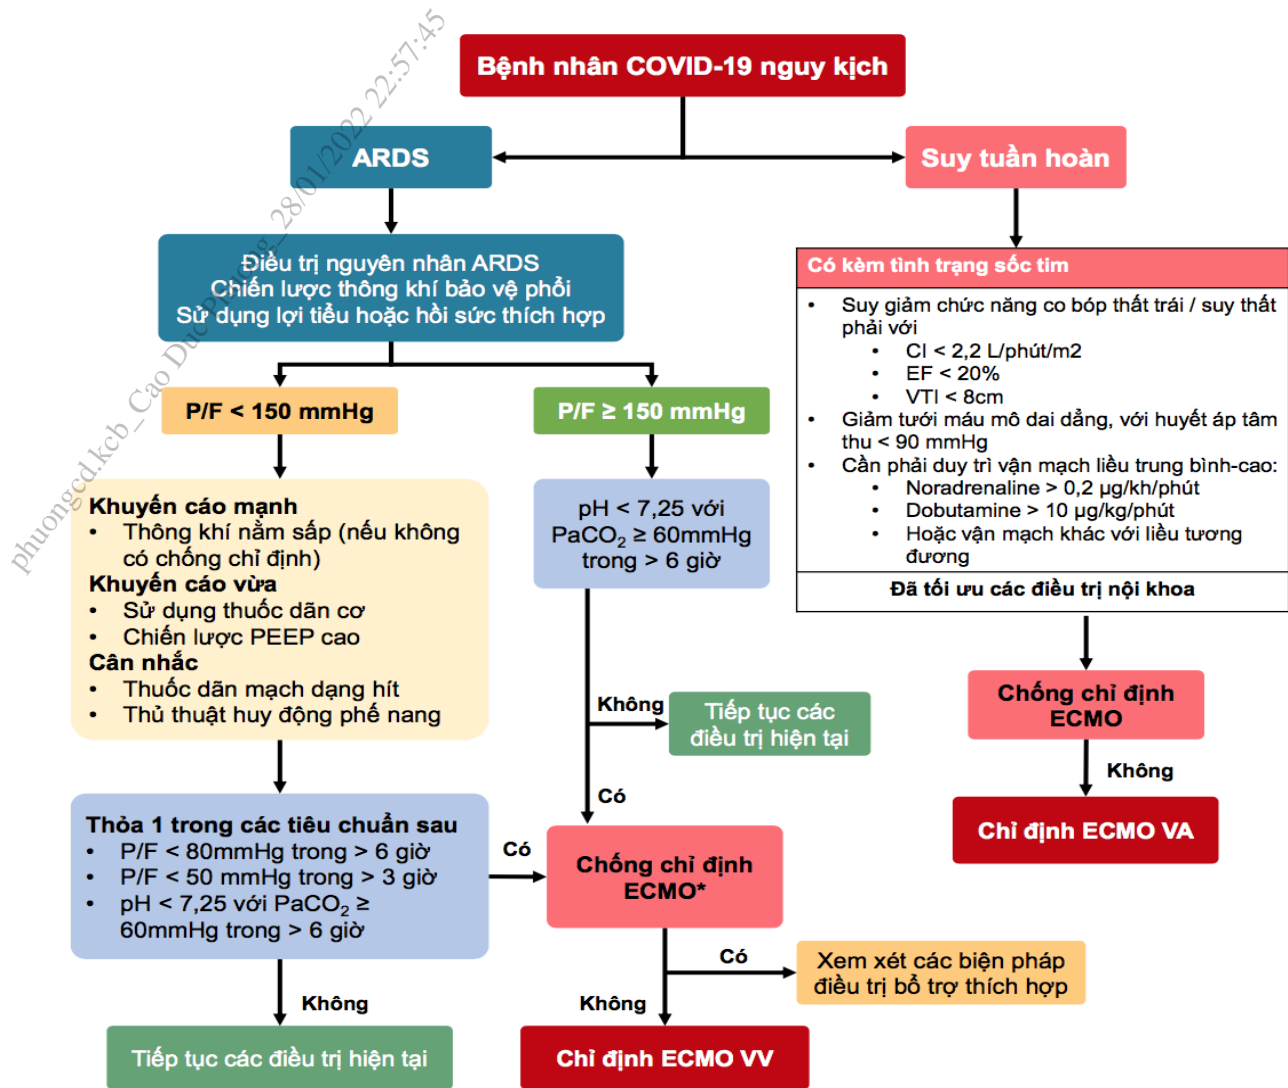 Bệnh nhân COVID-19 nguy kịch
ARDS
Suy tuần hoàn
Điều trị nguyên nhân ARDS
Chiến lược thông khí bảo vệ phổi
Sử dụng lợi tiểu hoặc hồi sức thích hợp
P/F < 150 mmHg
P/F ≥ 150 mmHg
Khuyến cáo mạnh
• Thông khí nằm sấp (nếu không
có chống chỉ định)
Khuyến cáo vừa
• Sử dụng thuốc dãn cơ
• Chiến lược PEEP cao
Cân nhắc
• Thuốc dãn mạch dạng hít
• Thủ thuật huy động phế nang
pH < 7,25 với
PaCO₂ ≥ 60mmHg
trong > 6 giờ
Không
Tiếp tục các
điều trị hiện tại
Có
Thỏa 1 trong các tiêu chuẩn sau
• P/F < 80mmHg trong > 6 giờ
• P/F < 50 mmHg trong > 3 giờ
• pH < 7,25 với PaCO₂ ≥
60mmHg trong > 6 giờ
Có
Không
Tiếp tục các điều trị hiện tại
Chống chỉ định
ECMO*
Có
Xem xét các biện pháp
điều trị bổ trợ thích hợp
Không
Chỉ định ECMO VV
Có kèm tình trạng sốc tim
• Suy giảm chức năng co bóp thất trái / suy thất
phải với
• CI < 2,2 L/phút/m2
• EF < 20%
• VTI < 8cm
• Giảm tưới máu mô dai dẳng, với huyết áp tâm
thu < 90 mmHg
• Cần phải duy trì vận mạch liều trung bình-cao:
• Noradrenaline > 0,2 µg/kh/phút
• Dobutamine > 10 µg/kg/phút
• Hoặc vận mạch khác với liều tương
đương
Đã tối ưu các điều trị nội khoa
Chống chỉ định
ECMO
Không
Chỉ định ECMO VA
phuongcd.kcb_Cao Duc Phuong_28/01/2022 22:57:45